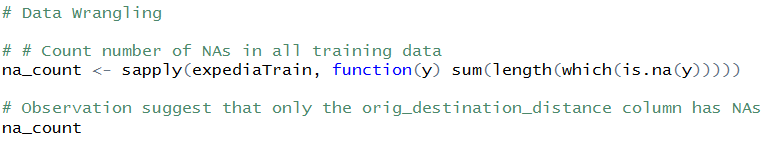 # Data Wrangling
# # Count number of NAs in all training data
na_count <- sapply(expediaTrain, function(y) sum(length(which(is.na(y)))))
# Observation suggest that only the orig_destination_distance column has NAs
na_count